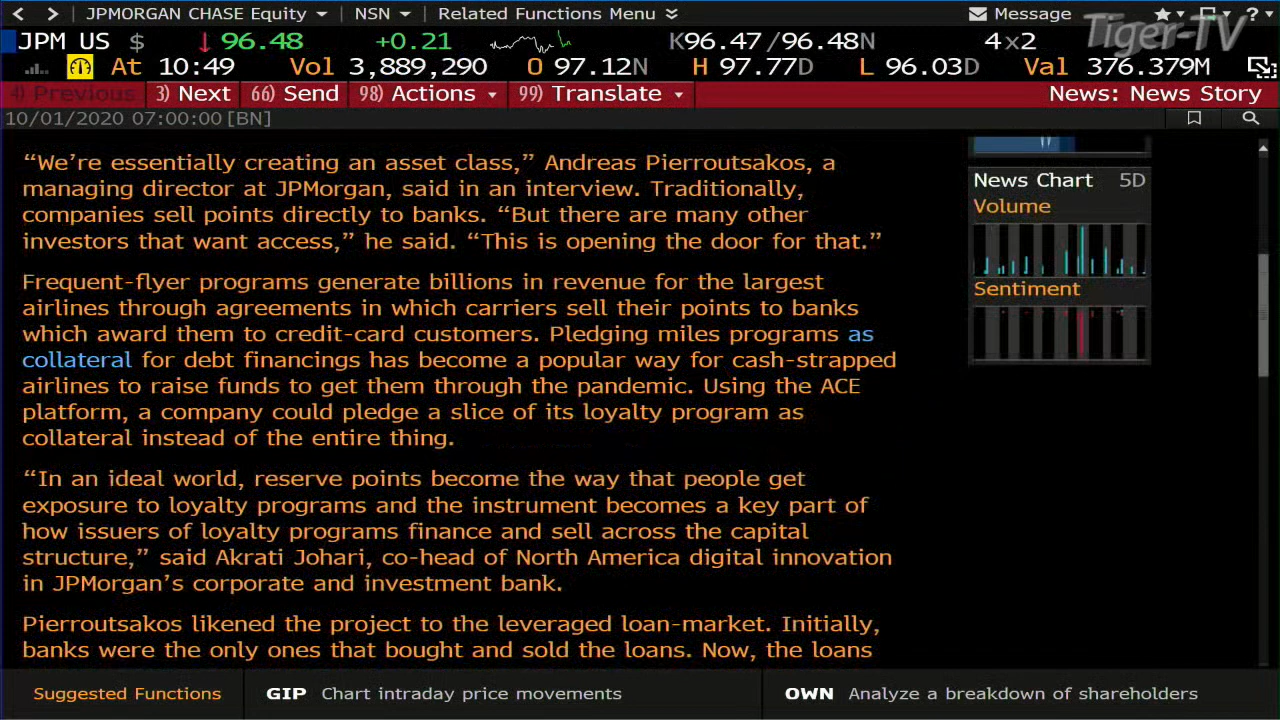 JPMORGAN CHASE Equity NSN Related Functions Menu Message ?
JPM US $ ↓ 96.48 +0.21 K96.47 / 96.48N 4 x 2 Tiger-TV
At 10:49 Vol 3,889,290 O 97.12N H 97.77D L 96.03D Val 376.379M
4) Previous 3) Next 66) Send 98) Actions 99) Translate News: News Story
10/01/2020 07:00:00 [BN]
“We’re essentially creating an asset class,” Andreas Pierroutsakos, a
managing director at JPMorgan, said in an interview. Traditionally,
companies sell points directly to banks. “But there are many other
investors that want access,” he said. “This is opening the door for that.”
Frequent-flyer programs generate billions in revenue for the largest
airlines through agreements in which carriers sell their points to banks
which award them to credit-card customers. Pledging miles programs as
collateral for debt financings has become a popular way for cash-strapped
airlines to raise funds to get them through the pandemic. Using the ACE
platform, a company could pledge a slice of its loyalty program as
collateral instead of the entire thing.
“In an ideal world, reserve points become the way that people get
exposure to loyalty programs and the instrument becomes a key part of
how issuers of loyalty programs finance and sell across the capital
structure,” said Akrati Johari, co-head of North America digital innovation
in JPMorgan’s corporate and investment bank.
Pierroutsakos likened the project to the leveraged loan-market. Initially,
banks were the only ones that bought and sold the loans. Now, the loans
News Chart 5D
Volume
Sentiment
Suggested Functions GIP Chart intraday price movements OWN Analyze a breakdown of shareholders